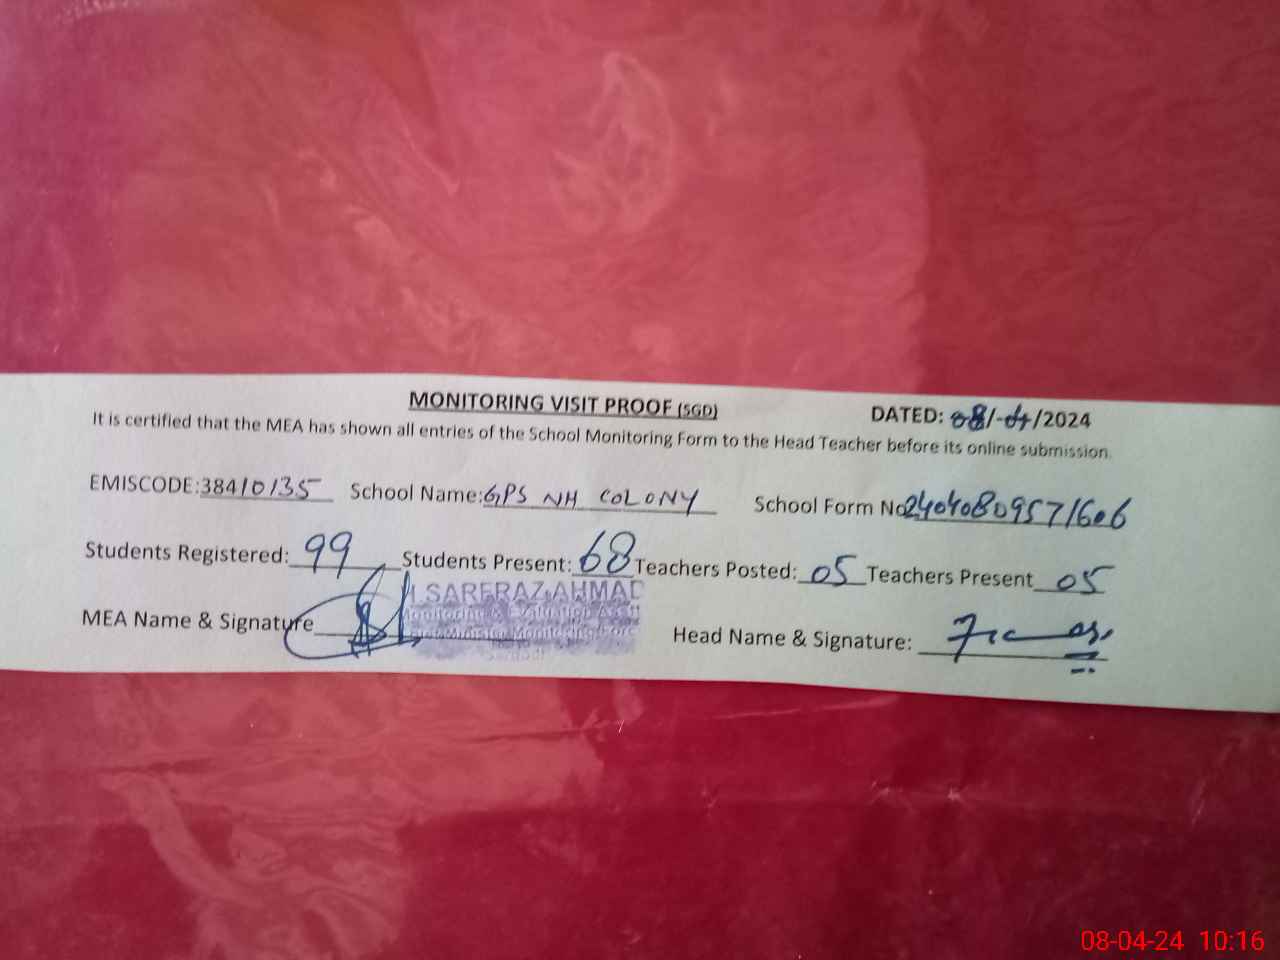 MONITORING VISIT PROOF (SGD) DATED: 08/04/2024
It is certified that the MEA has shown all entries of the School Monitoring Form to the Head Teacher before its online submission.
EMISCODE:38410135 School Name:GPS NH COLONY School Form No24040809571606
Students Registered: 99 Students Present: 68 Teachers Posted: 05 Teachers Present 05
SARFRAZ AHMAD
Monitoring & Evaluation Asstt
MEA Name & Signature Head Name & Signature:
08-04-24 10:16